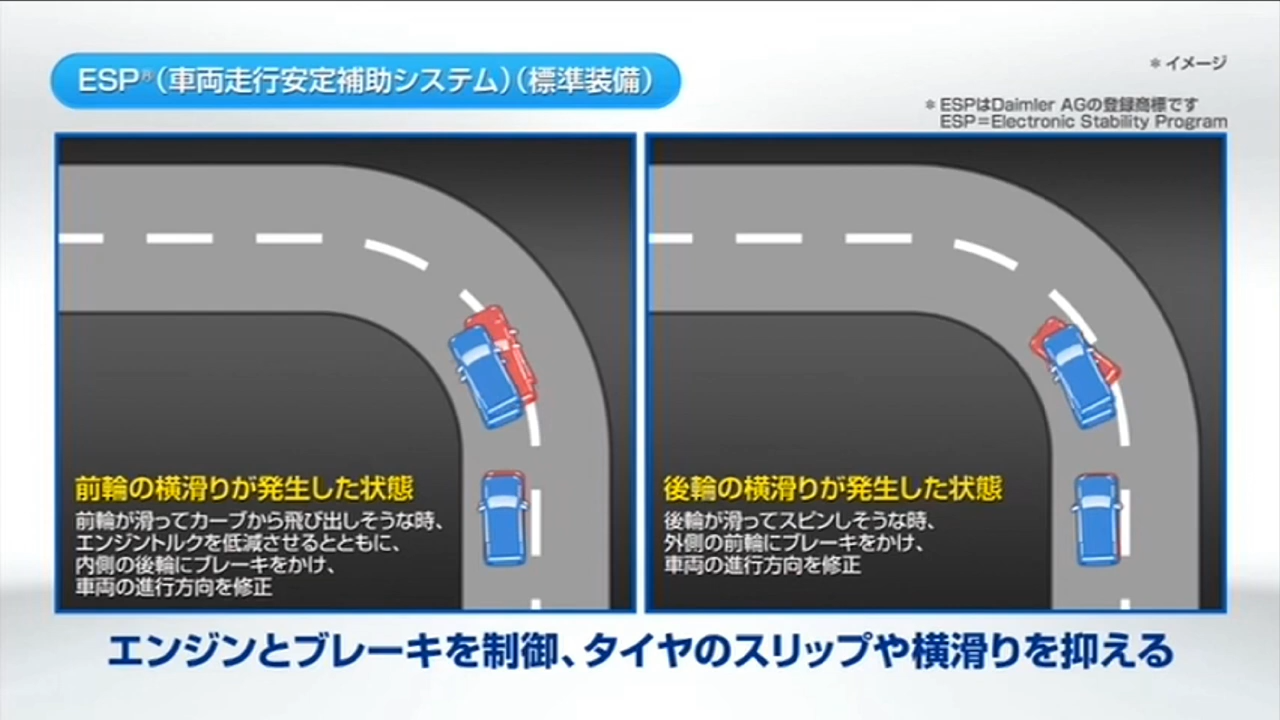 ESP®(車両走行安定補助システム)(標準装備)
＊イメージ
＊ESPはDaimler AGの登録商標です
ESP=Electronic Stability Program
前輪の横滑りが発生した状態
前輪が滑ってカーブから飛び出しそうな時、
エンジントルクを低減させるとともに、
内側の後輪にブレーキをかけ、
車両の進行方向を修正
後輪の横滑りが発生した状態
後輪が滑ってスピンしそうな時、
外側の前輪にブレーキをかけ、
車両の進行方向を修正
エンジンとブレーキを制御、タイヤのスリップや横滑りを抑える